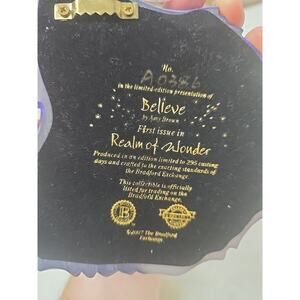 No.
A0386
in the limited-edition presentation of
Believe
by Amy Brown
First issue in
Realm of Wonder
Produced in an edition limited to 295 casting
days and crafted to the exacting standards of
the Bradford Exchange.
This collectible is officially
listed for trading on the
Bradford Exchange.
B
©2007 The Bradford
Exchange